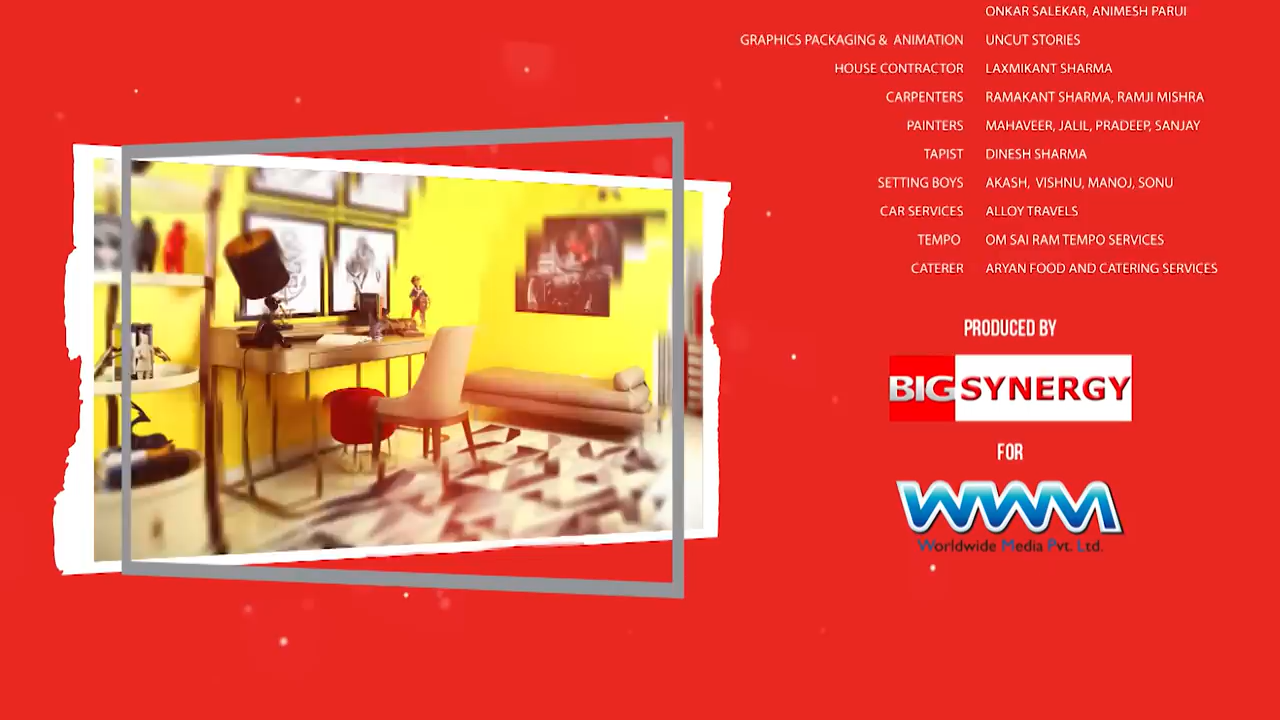 ONKAR SALEKAR, ANIMESH PARUI
GRAPHICS PACKAGING & ANIMATION UNCUT STORIES
HOUSE CONTRACTOR LAXMIKANT SHARMA
CARPENTERS RAMAKANT SHARMA, RAMJI MISHRA
PAINTERS MAHAVEER, JALIL, PRADEEP, SANJAY
TAPIST DINESH SHARMA
SETTING BOYS AKASH, VISHNU, MANOJ, SONU
CAR SERVICES ALLOY TRAVELS
TEMPO OM SAI RAM TEMPO SERVICES
CATERER ARYAN FOOD AND CATERING SERVICES
PRODUCED BY
BIGSYNERGY
FOR
WWM
Worldwide Media Pvt. Ltd.